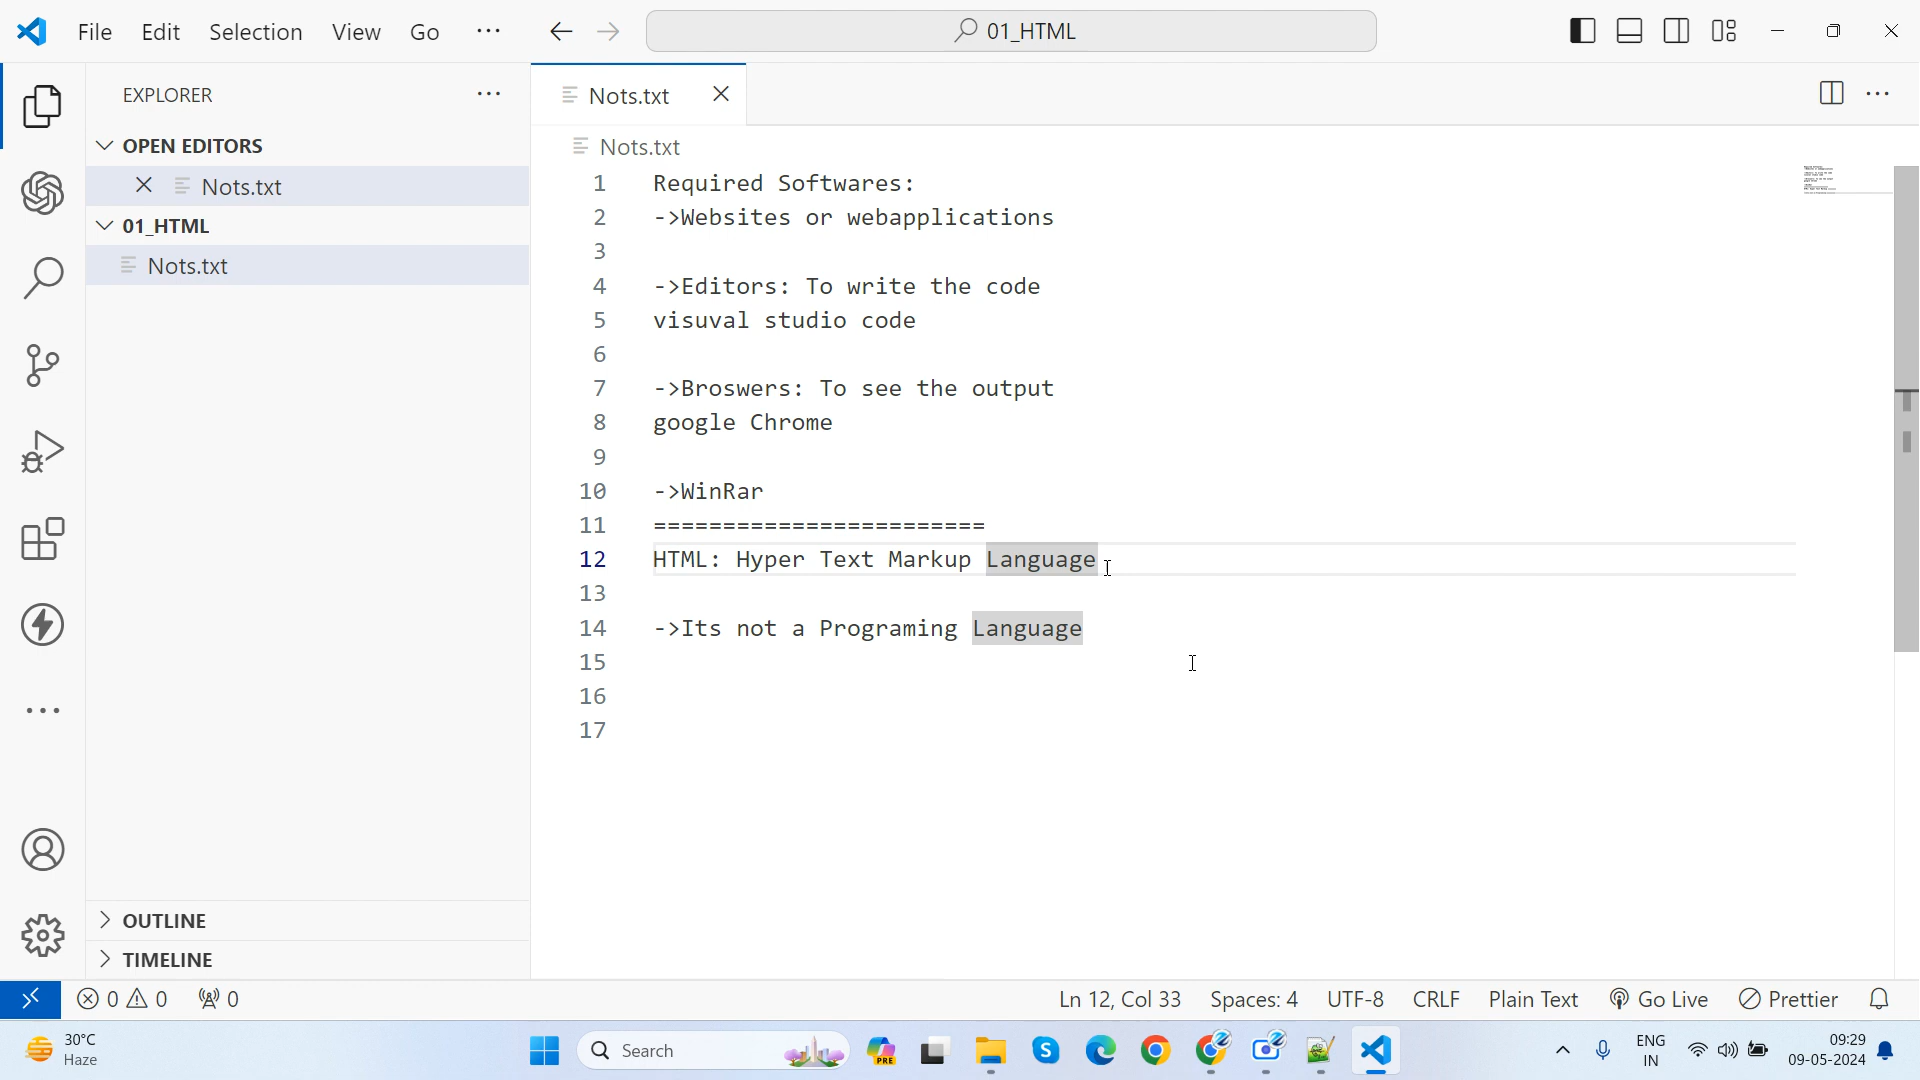 File Edit Selection View Go ··· 01_HTML
EXPLORER ···
OPEN EDITORS
Nots.txt
01_HTML
Nots.txt
OUTLINE
TIMELINE
Nots.txt
Nots.txt
1 Required Softwares:
2 ->Websites or webapplications
3
4 ->Editors: To write the code
5 visuval studio code
6
7 ->Broswers: To see the output
8 google Chrome
9
10 ->WinRar
11 ========================
12 HTML: Hyper Text Markup Language
13
14 ->Its not a Programing Language
15
16
17
0 0 0 Ln 12, Col 33 Spaces: 4 UTF-8 CRLF Plain Text Go Live Prettier
30°C
Haze
Search
PRE
ENG
IN
09:29
09-05-2024